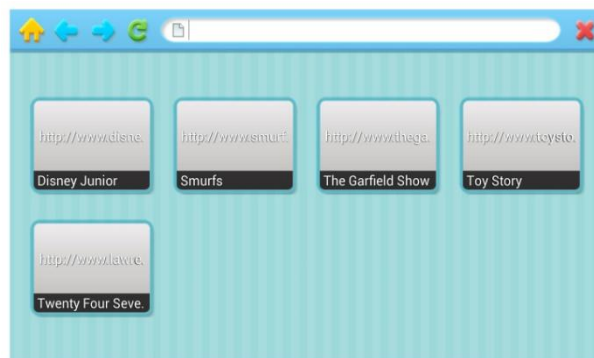 http://www.disne.
Disney Junior
http://www.smurf.
Smurfs
http://www.thega.
The Garfield Show
http://www.toysto.
Toy Story
http://www.lawre.
Twenty Four Seve.